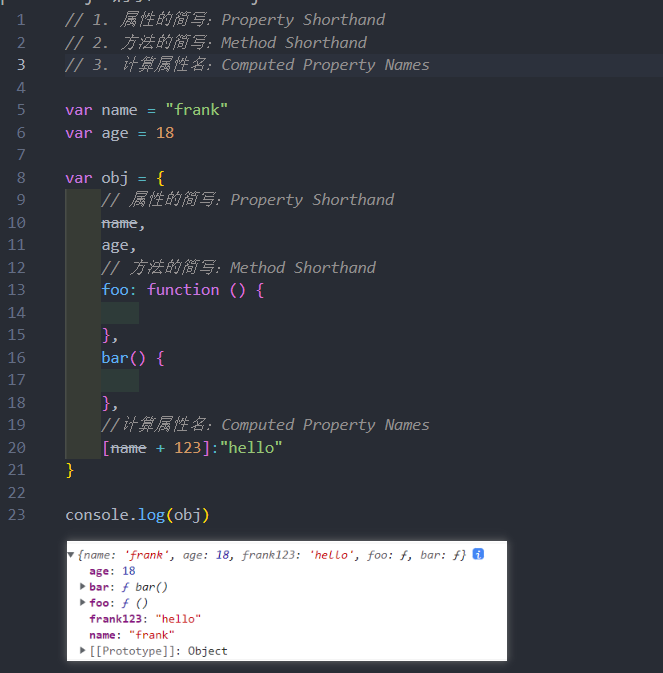 1 // 1. 属性的简写：Property Shorthand
2 // 2. 方法的简写：Method Shorthand
3 // 3. 计算属性名：Computed Property Names
4
5 var name = "frank"
6 var age = 18
7
8 var obj = {
9 // 属性的简写：Property Shorthand
10 name,
11 age,
12 // 方法的简写：Method Shorthand
13 foo: function () {
14
15 },
16 bar() {
17
18 },
19 //计算属性名：Computed Property Names
20 [name + 123]:"hello"
21 }
22
23 console.log(obj)
{name: 'frank', age: 18, frank123: 'hello', foo: ƒ, bar: ƒ} i
age: 18
bar: ƒ bar()
foo: ƒ ()
frank123: "hello"
name: "frank"
[[Prototype]]: Object